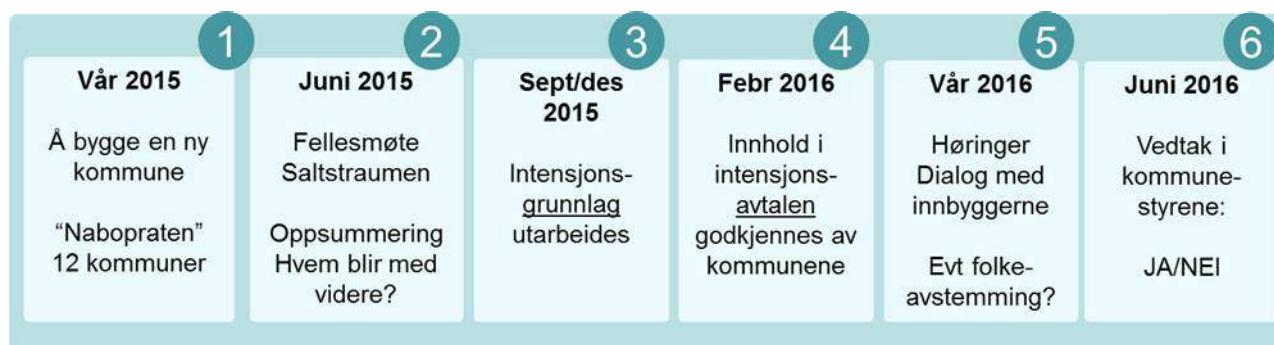 1
Vår 2015
Å bygge en ny
kommune
“Nabopraten”
12 kommuner
2
Juni 2015
Fellesmøte
Saltstraumen
Oppsummering
Hvem blir med
videre?
3
Sept/des
2015
Intensjons-
grunnlag
utarbeides
4
Febr 2016
Innhold i
intensjons-
avtalen
godkjennes av
kommunene
5
Vår 2016
Høringer
Dialog med
innbyggerne
Evt folke-
avstemming?
6
Juni 2016
Vedtak i
kommune-
styrene:
JA/NEI